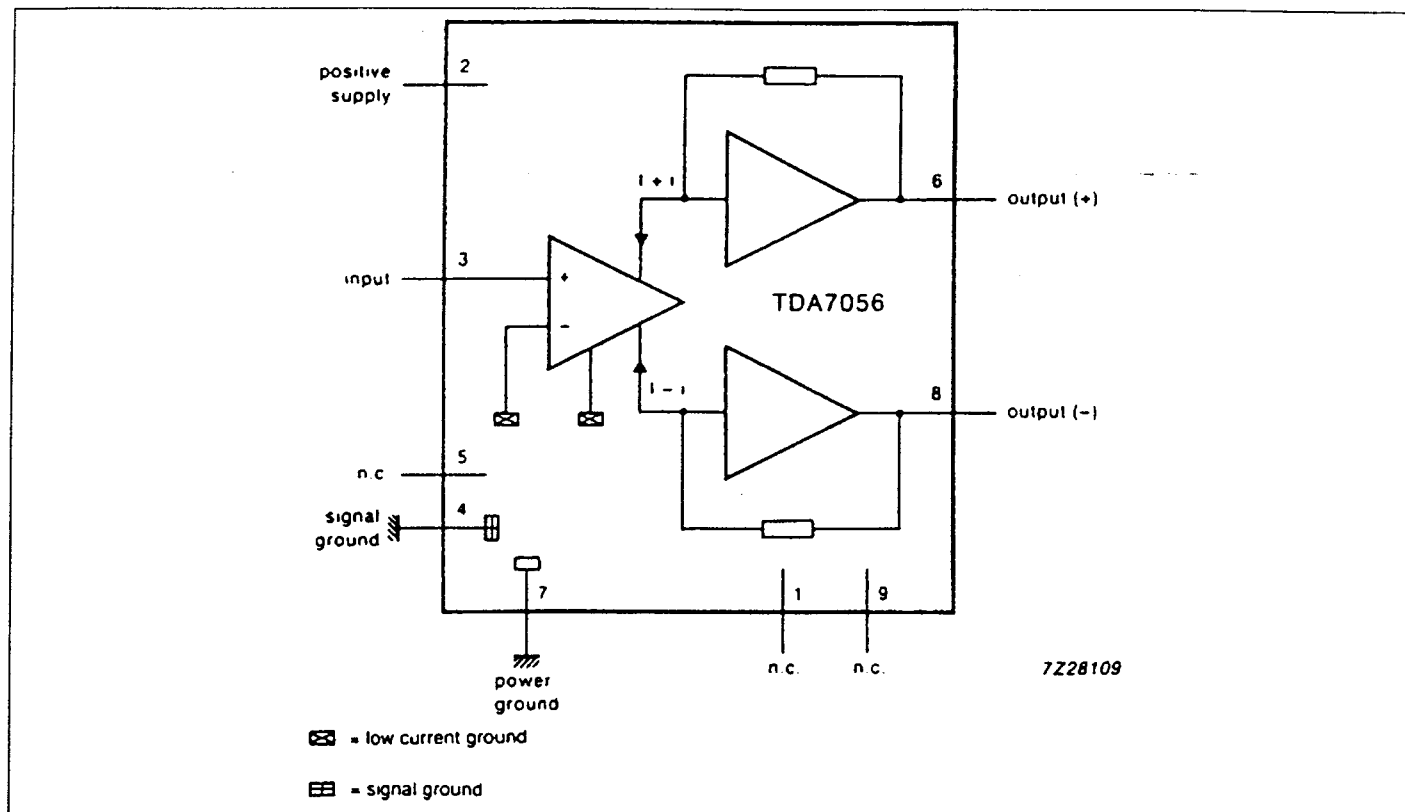 positive
supply
2
6
output (+)
I + i
input
3
+
−
TDA7056
I − i
8
output (−)
n.c
5
signal
ground
4
7
1
9
power
ground
n.c.
n.c.
7Z28109
= low current ground
= signal ground